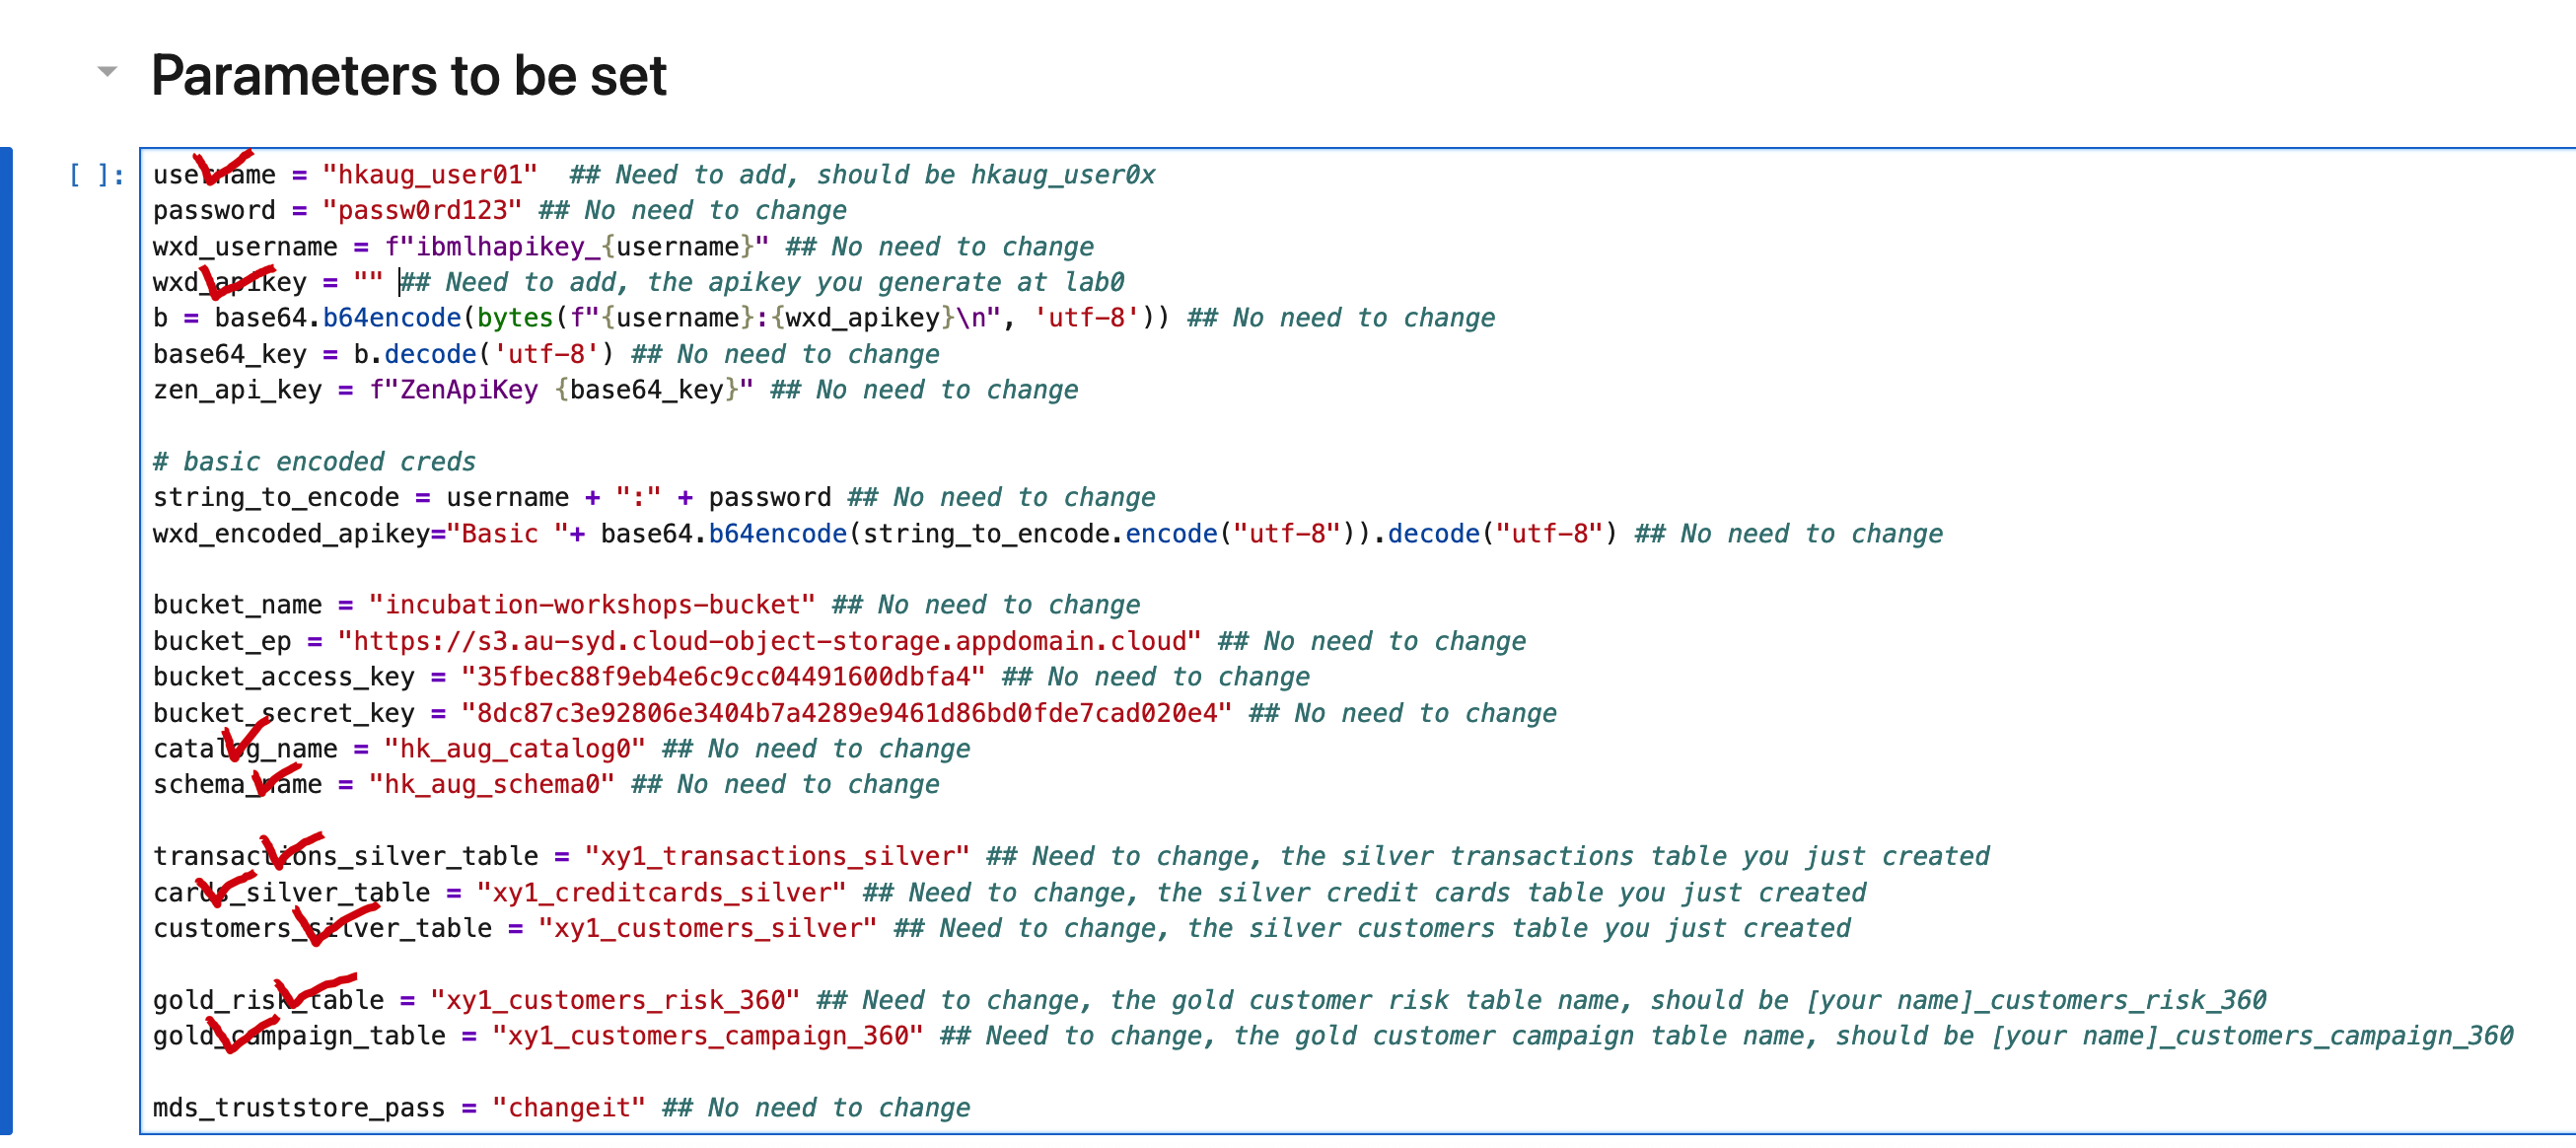 Parameters to be set
[ ]:
username = "hkaug_user01"  ## Need to add, should be hkaug_user0x
password = "passw0rd123" ## No need to change
wxd_username = f"ibmlhapikey_{username}" ## No need to change
wxd_apikey = "" ## Need to add, the apikey you generate at lab0
b = base64.b64encode(bytes(f"{username}:{wxd_apikey}\n", 'utf-8')) ## No need to change
base64_key = b.decode('utf-8') ## No need to change
zen_api_key = f"ZenApiKey {base64_key}" ## No need to change
# basic encoded creds
string_to_encode = username + ":" + password ## No need to change
wxd_encoded_apikey="Basic "+ base64.b64encode(string_to_encode.encode("utf-8")).decode("utf-8") ## No need to change
bucket_name = "incubation-workshops-bucket" ## No need to change
bucket_ep = "https://s3.au-syd.cloud-object-storage.appdomain.cloud" ## No need to change
bucket_access_key = "35fbec88f9eb4e6c9cc04491600dbfa4" ## No need to change
bucket_secret_key = "8dc87c3e92806e3404b7a4289e9461d86bd0fde7cad020e4" ## No need to change
catalog_name = "hk_aug_catalog0" ## No need to change
schema_name = "hk_aug_schema0" ## No need to change
transactions_silver_table = "xy1_transactions_silver" ## Need to change, the silver transactions table you just created
cards_silver_table = "xy1_creditcards_silver" ## Need to change, the silver credit cards table you just created
customers_silver_table = "xy1_customers_silver" ## Need to change, the silver customers table you just created
gold_risk_table = "xy1_customers_risk_360" ## Need to change, the gold customer risk table name, should be [your name]_customers_risk_360
gold_campaign_table = "xy1_customers_campaign_360" ## Need to change, the gold customer campaign table name, should be [your name]_customers_campaign_360
mds_truststore_pass = "changeit" ## No need to change